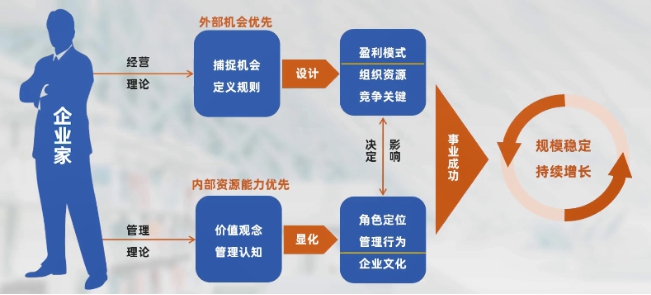 外部机会优先
经营
理论
捕捉机会
定义规则
设计
盈利模式
组织资源
竞争关键
企业家
决定
影响
事业成功
规模稳定
持续增长
内部资源能力优先
管理
理论
价值观念
管理认知
显化
角色定位
管理行为
企业文化